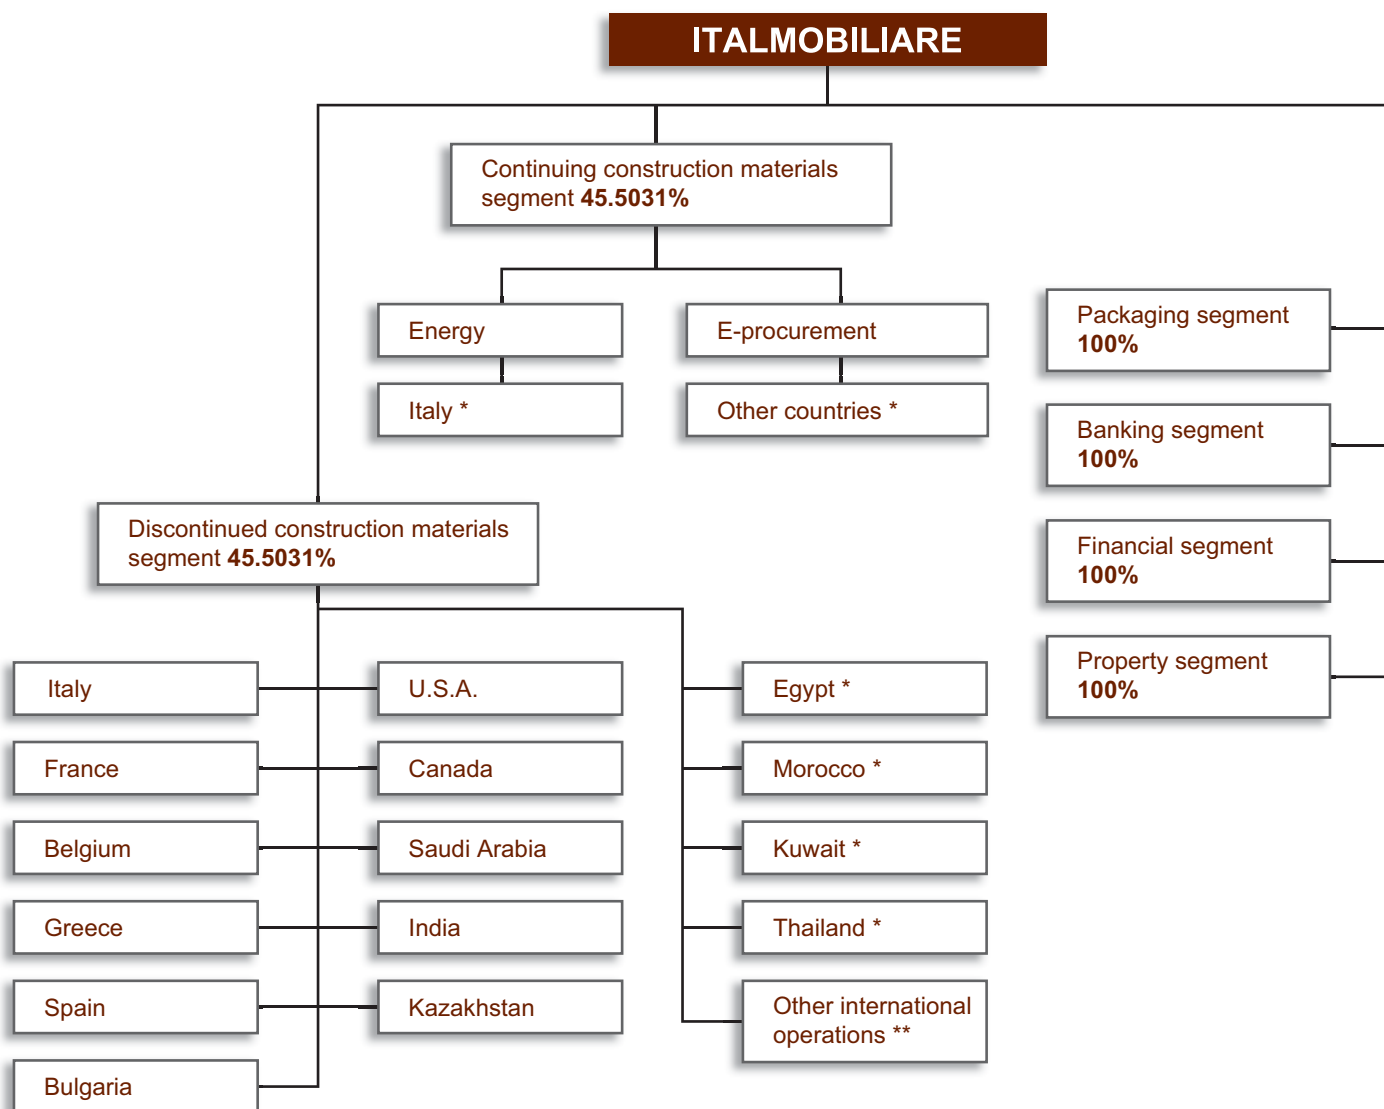 ITALMOBILIARE
Continuing construction materials
segment 45.5031%
Energy
E-procurement
Italy *
Other countries *
Packaging segment
100%
Banking segment
100%
Financial segment
100%
Property segment
100%
Discontinued construction materials
segment 45.5031%
Italy
U.S.A.
Egypt *
France
Canada
Morocco *
Belgium
Saudi Arabia
Kuwait *
Greece
India
Thailand *
Spain
Kazakhstan
Other international
operations **
Bulgaria